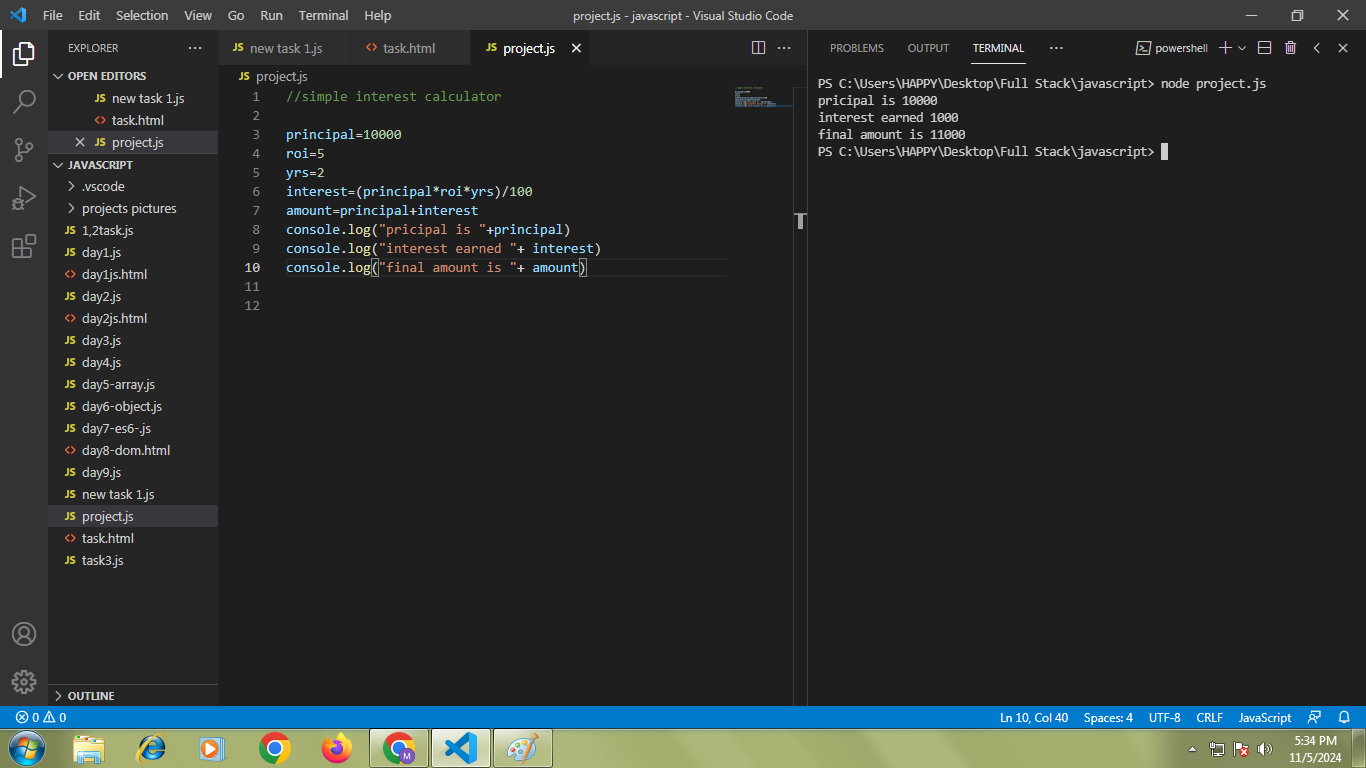 File Edit Selection View Go Run Terminal Help
project.js - javascript - Visual Studio Code
EXPLORER
OPEN EDITORS
JS new task 1.js
<> task.html
JS project.js
JAVASCRIPT
.vscode
projects pictures
JS 1,2task.js
JS day1.js
<> day1js.html
JS day2.js
<> day2js.html
JS day3.js
JS day4.js
JS day5-array.js
JS day6-object.js
JS day7-es6-.js
<> day8-dom.html
JS day9.js
JS new task 1.js
JS project.js
<> task.html
JS task3.js
OUTLINE
JS new task 1.js <> task.html JS project.js
JS project.js
1 //simple interest calculator
2
3 principal=10000
4 roi=5
5 yrs=2
6 interest=(principal*roi*yrs)/100
7 amount=principal+interest
8 console.log("pricipal is "+principal)
9 console.log("interest earned "+ interest)
10 console.log("final amount is "+ amount)
11
12
PROBLEMS OUTPUT TERMINAL ... powershell
PS C:\Users\HAPPY\Desktop\Full Stack\javascript> node project.js
pricipal is 10000
interest earned 1000
final amount is 11000
PS C:\Users\HAPPY\Desktop\Full Stack\javascript>
0 0
Ln 10, Col 40 Spaces: 4 UTF-8 CRLF JavaScript
M
5:34 PM
11/5/2024